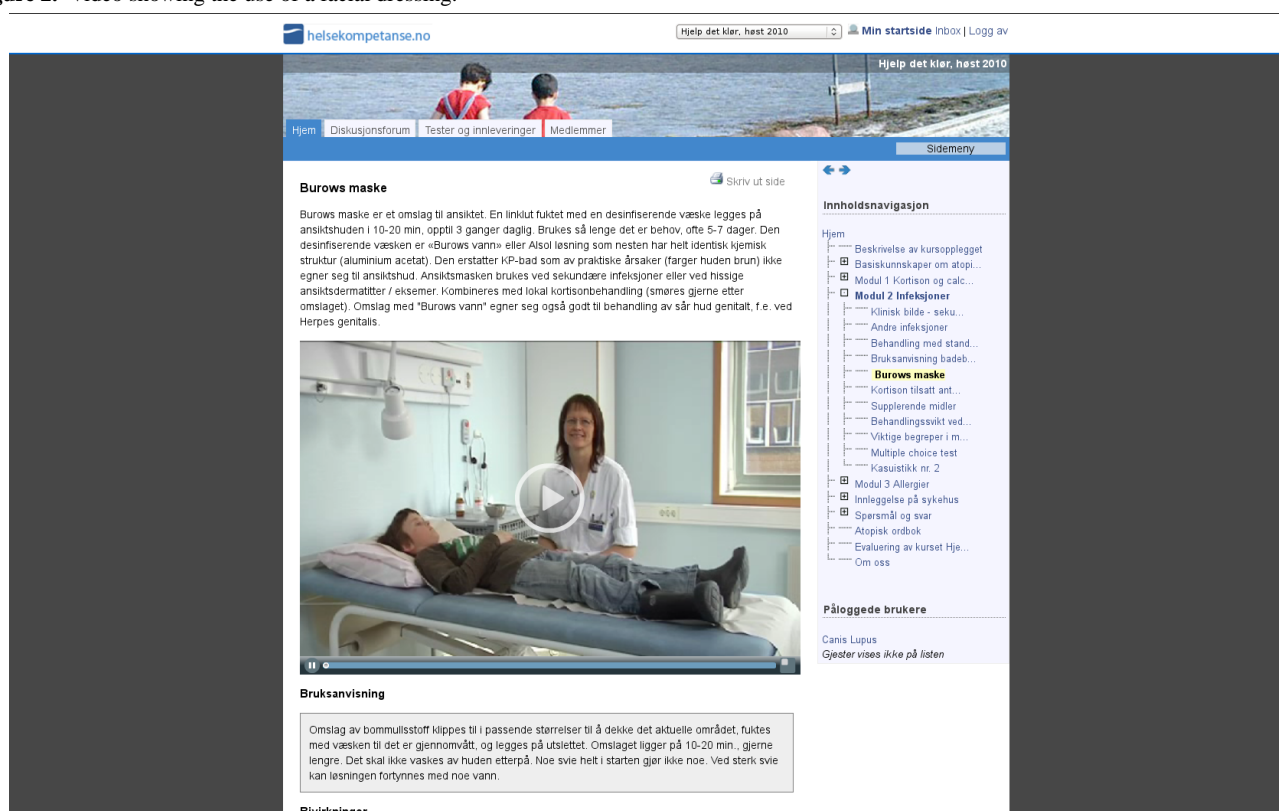 Figure 2. Video showing the use of a facial dressing.
helsekompetanse.no
Hjelp det klør, høst 2010
Min startside Inbox | Logg av
Hjelp det klør, høst 2010
Hjem
Diskusjonsforum
Tester og innleveringer
Medlemmer
Sidemeny
Burows maske
Skriv ut side
Burows maske er et omslag til ansiktet. En linklut fuktet med en desinfiserende væske legges på
ansiktshuden i 10-20 min, opptil 3 ganger daglig. Brukes så lenge det er behov, ofte 5-7 dager. Den
desinfiserende væsken er «Burows vann» eller Alsol løsning som nesten har helt identisk kjemisk
struktur (aluminium acetat). Den erstatter KP-bad som av praktiske årsaker (farger huden brun) ikke
egner seg til ansiktshud. Ansiktsmasken brukes ved sekundære infeksjoner eller ved hissige
ansiktsdermatitter / eksemer. Kombineres med lokal kortisonbehandling (smøres gjerne etter
omslaget). Omslag med "Burows vann" egner seg også godt til behandling av sår hud genitalt, f.e. ved
Herpes genitalis.
Bruksanvisning
Omslag av bommullsstoff klippes til i passende størrelser til å dekke det aktuelle området, fuktes
med væsken til det er gjennomvått, og legges på utslettet. Omslaget ligger på 10-20 min., gjerne
lengre. Det skal ikke vaskes av huden etterpå. Noe svie helt i starten gjør ikke noe. Ved sterk svie
kan løsningen fortynnes med noe vann.
Bivirkninger
Innholdsnavigasjon
Hjem
Beskrivelse av kursopplegget
Basiskunnskaper om atopi...
Modul 1 Kortison og calc...
Modul 2 Infeksjoner
Klinisk bilde - seku...
Andre infeksjoner
Behandling med stand...
Bruksanvisning badeb...
Burows maske
Kortison tilsatt ant...
Supplerende midler
Behandlingssvikt ved...
Viktige begreper i m...
Multiple choice test
Kasuistikk nr. 2
Modul 3 Allergier
Innleggelse på sykehus
Spørsmål og svar
Atopisk ordbok
Evaluering av kurset Hje...
Om oss
Påloggede brukere
Canis Lupus
Gjester vises ikke på listen